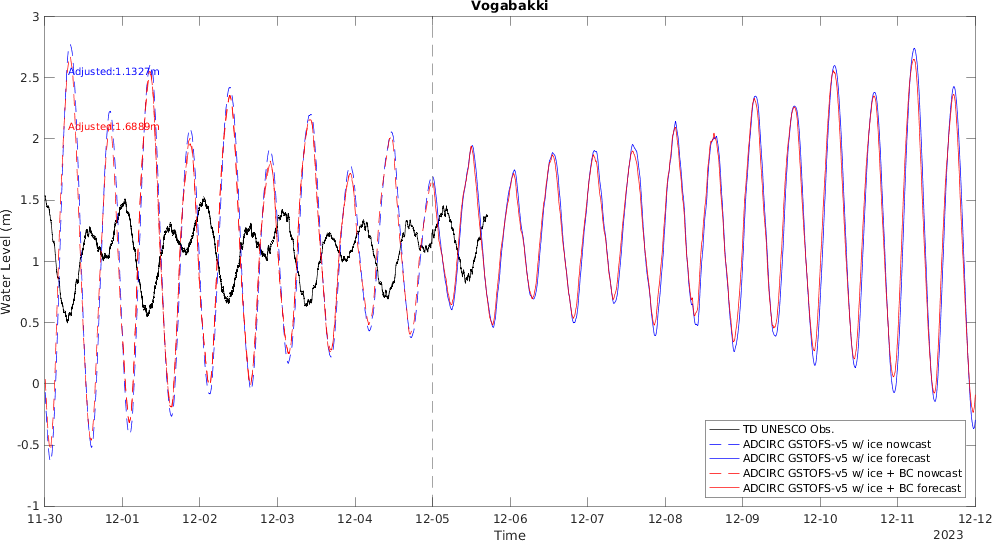 Vogabakki
3
2.5
2
1.5
1
0.5
0
-0.5
-1
Water Level (m)
Adjusted:1.1327m
Adjusted:1.6889m
TD UNESCO Obs.
ADCIRC GSTOFS-v5 w/ ice nowcast
ADCIRC GSTOFS-v5 w/ ice forecast
ADCIRC GSTOFS-v5 w/ ice + BC nowcast
ADCIRC GSTOFS-v5 w/ ice + BC forecast
11-30 12-01 12-02 12-03 12-04 12-05 12-06 12-07 12-08 12-09 12-10 12-11 12-12
Time
2023